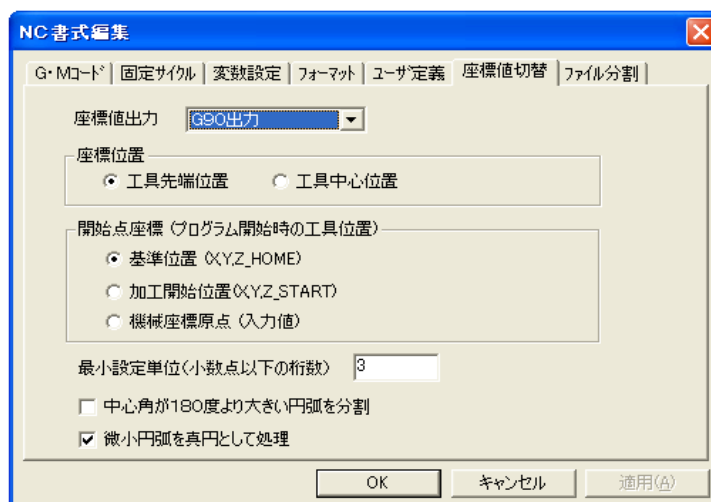 NC書式編集
G・Mコード 固定サイクル 変数設定 フォーマット ユーザ定義 座標値切替 ファイル分割
座標値出力 G90出力
座標位置
工具先端位置 工具中心位置
開始点座標 (プログラム開始時の工具位置)
基準位置 (X,Y,Z_HOME)
加工開始位置(X,Y,Z_START)
機械座標原点 (入力値)
最小設定単位(小数点以下の桁数) 3
中心角が180度より大きい円弧を分割
微小円弧を真円として処理
OK キャンセル 適用(A)